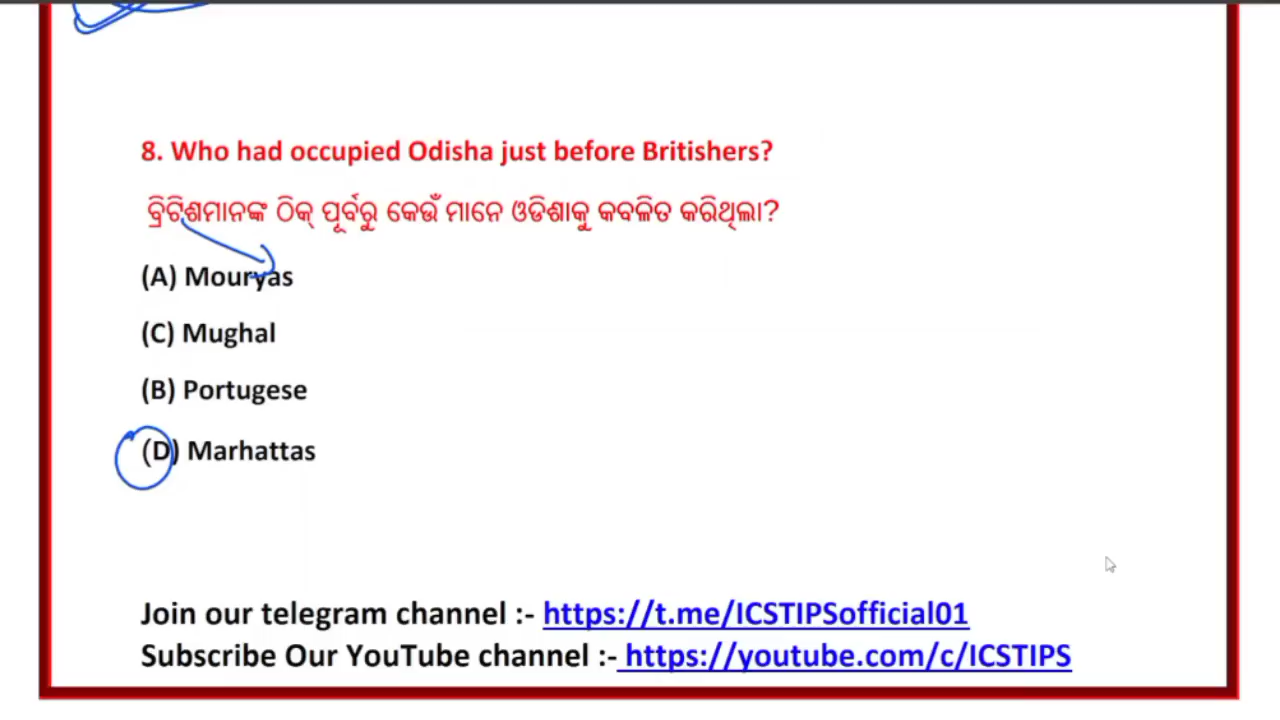 8. Who had occupied Odisha just before Britishers?
ବ୍ରିଟିଶମାନଙ୍କ ଠିକ୍ ପୂର୍ବରୁ କେଉଁ ମାନେ ଓଡିଶାକୁ କବଳିତ କରିଥିଲା?
(A) Mouryas
(C) Mughal
(B) Portugese
(D) Marhattas
Join our telegram channel :- https://t.me/ICSTIPSofficial01
Subscribe Our YouTube channel :- https://youtube.com/c/ICSTIPS